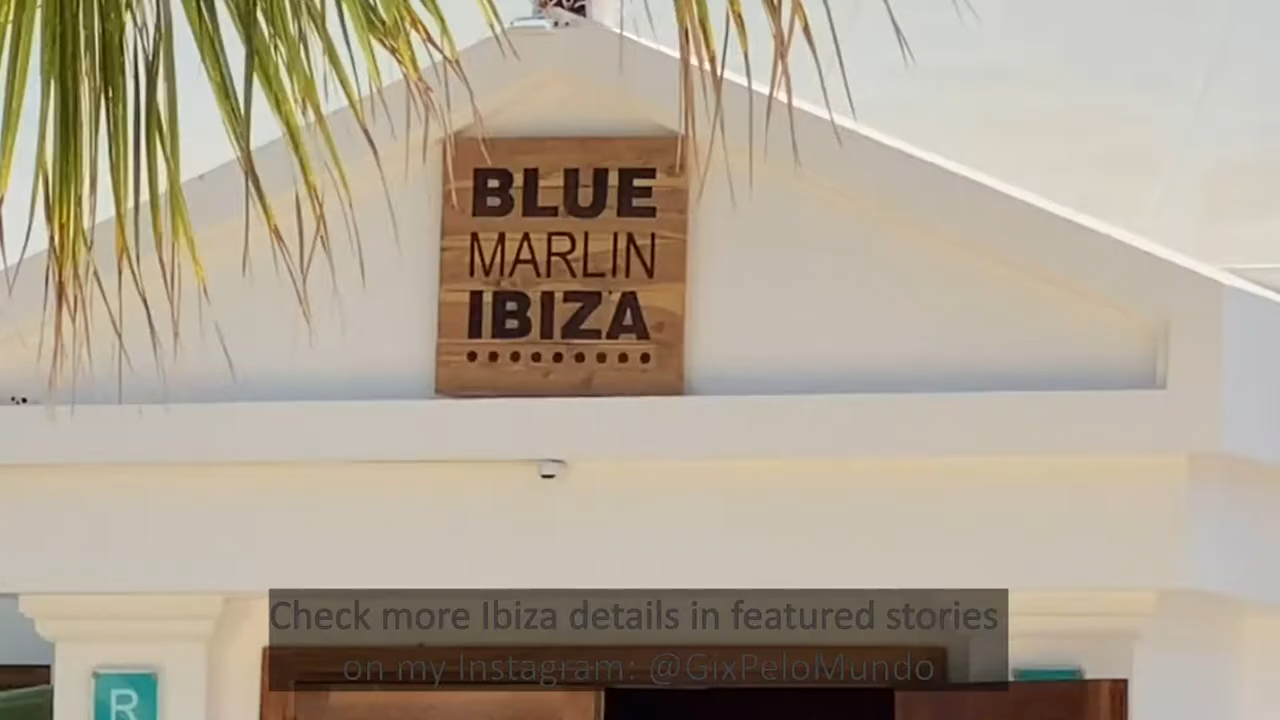 BLUE
MARLIN
IBIZA
Check more Ibiza details in featured stories
on my Instagram: @GixPeloMundo
R